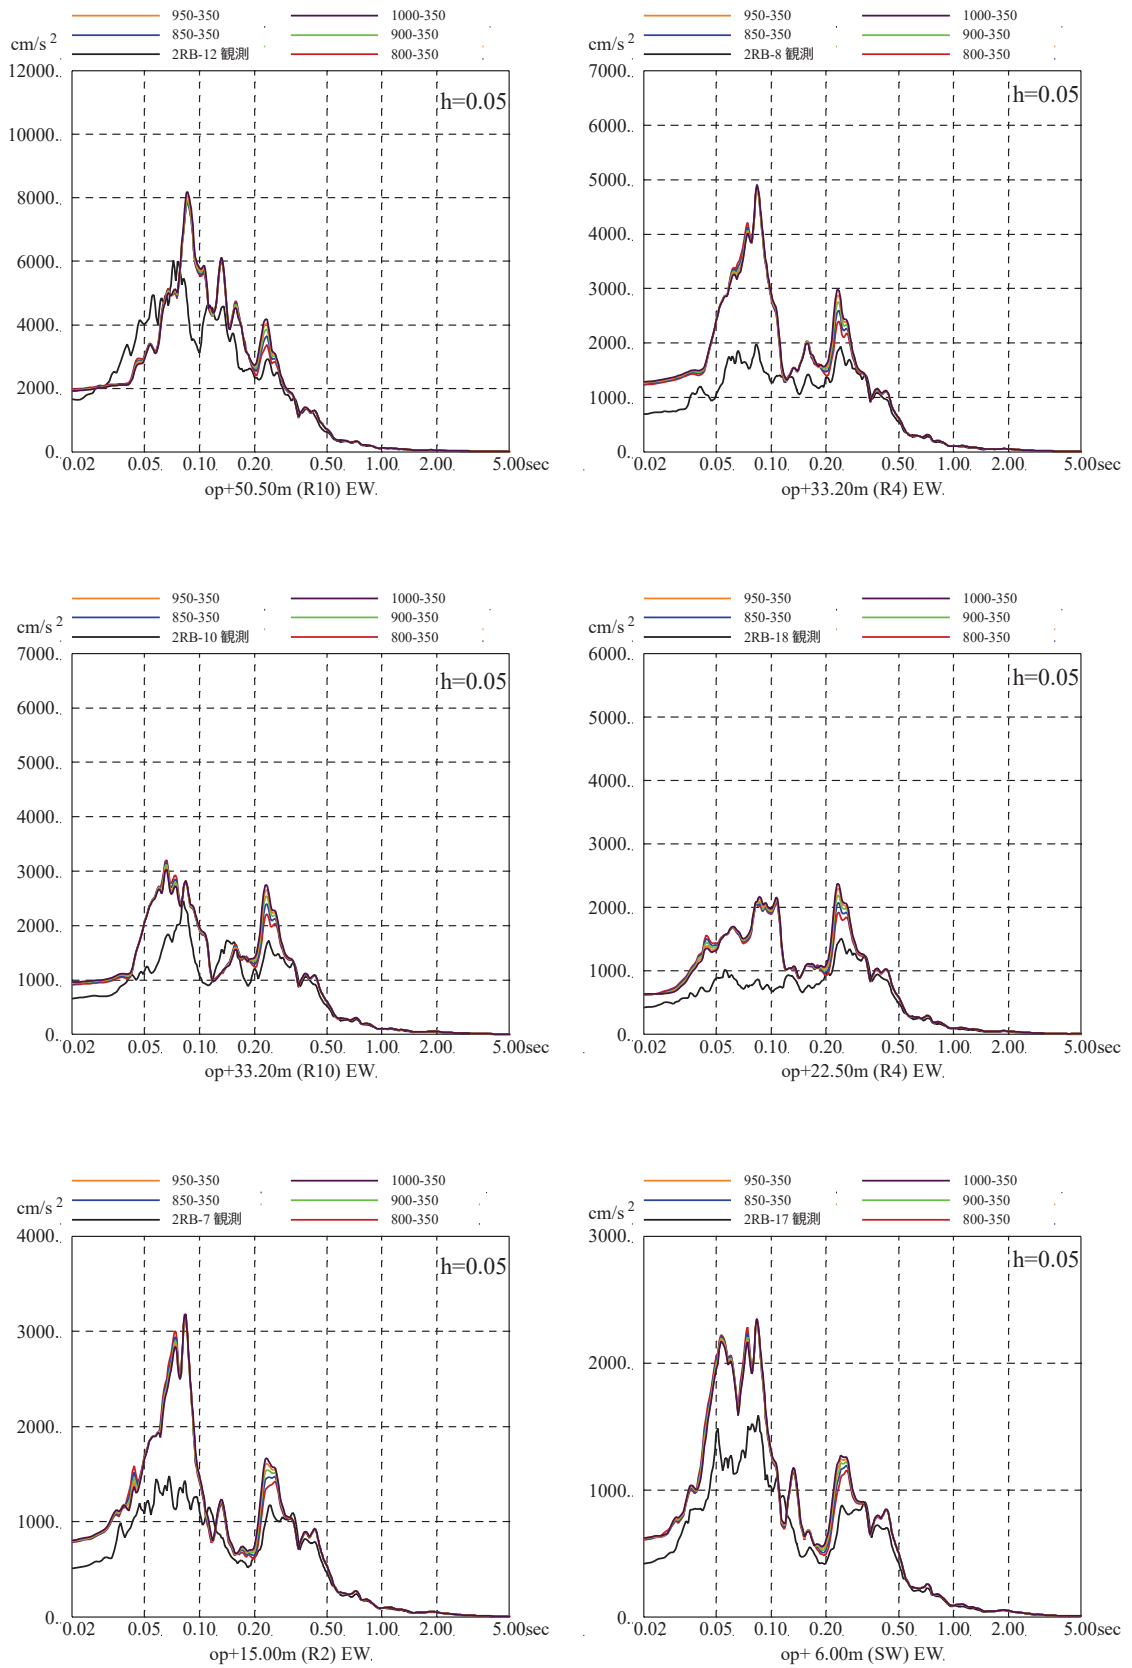 950-350 1000-350
cm/s 2 850-350 900-350
2RB-12 観測 800-350
12000.
h=0.05
10000.
8000.
6000.
4000.
2000.
0.
0.02 0.05 0.10 0.20 0.50 1.00 2.00 5.00sec
op+50.50m (R10) EW.
950-350 1000-350
cm/s 2 850-350 900-350
2RB-8 観測 800-350
7000.
h=0.05
6000.
5000.
4000.
3000.
2000.
1000.
0.
0.02 0.05 0.10 0.20 0.50 1.00 2.00 5.00sec
op+33.20m (R4) EW.
950-350 1000-350
cm/s 2 850-350 900-350
2RB-10 観測 800-350
7000.
h=0.05
6000.
5000.
4000.
3000.
2000.
1000.
0.
0.02 0.05 0.10 0.20 0.50 1.00 2.00 5.00sec
op+33.20m (R10) EW.
950-350 1000-350
cm/s 2 850-350 900-350
2RB-18 観測 800-350
6000.
h=0.05
5000.
4000.
3000.
2000.
1000.
0.
0.02 0.05 0.10 0.20 0.50 1.00 2.00 5.00sec
op+22.50m (R4) EW.
950-350 1000-350
cm/s 2 850-350 900-350
2RB-7 観測 800-350
4000.
h=0.05
3000.
2000.
1000.
0.
0.02 0.05 0.10 0.20 0.50 1.00 2.00 5.00sec
op+15.00m (R2) EW.
950-350 1000-350
cm/s 2 850-350 900-350
2RB-17 観測 800-350
3000.
h=0.05
2000.
1000.
0.
0.02 0.05 0.10 0.20 0.50 1.00 2.00 5.00sec
op+ 6.00m (SW) EW.